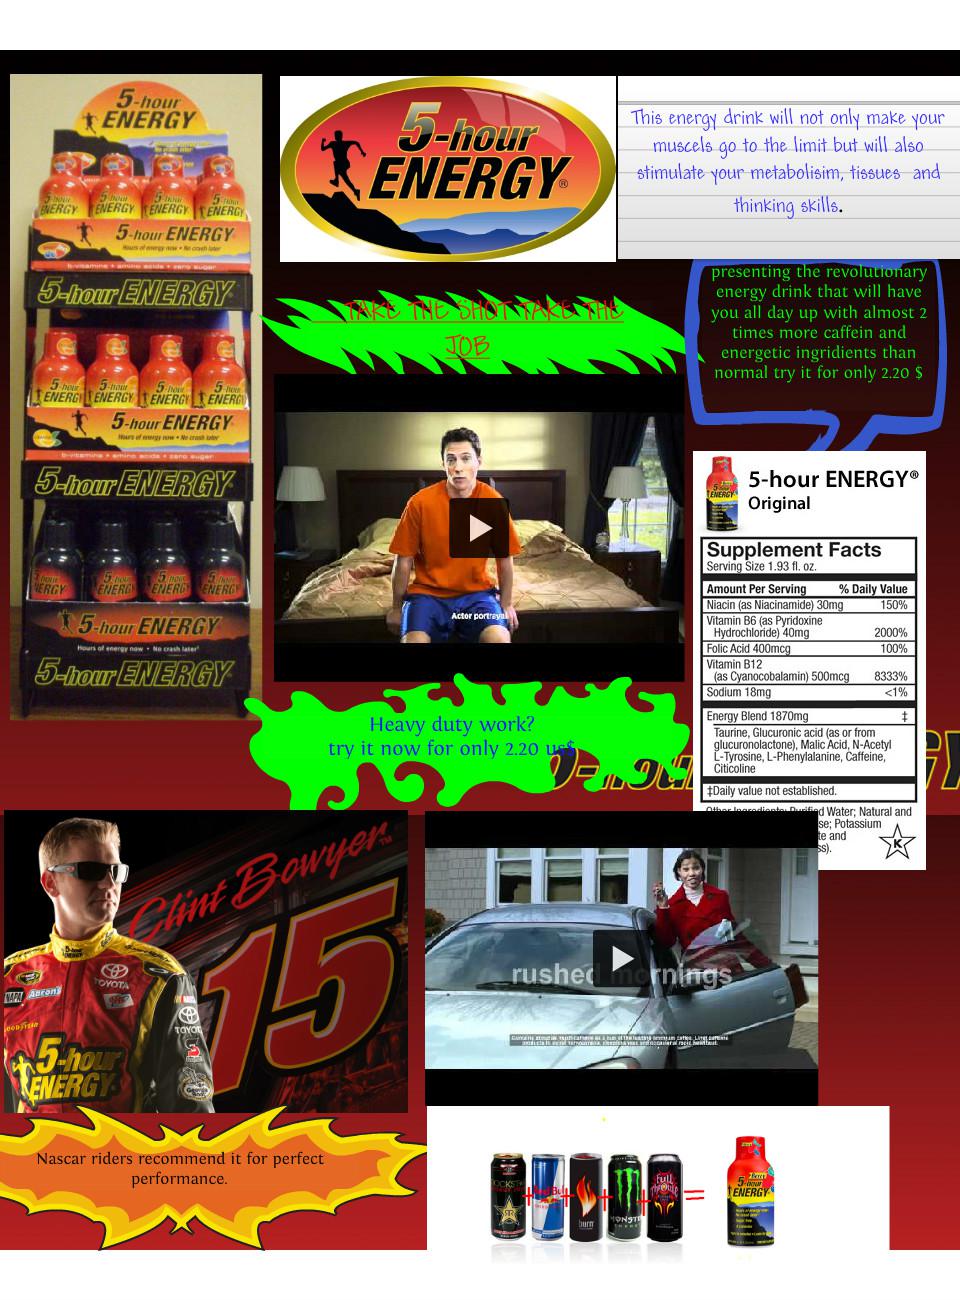 5-hour
ENERGY
5-hour ENERGY
Hours of energy now • No crash later
b-vitamins • amino acids • zero sugar
5-hour ENERGY
5-hour ENERGY
Hours of energy now • No crash later
b-vitamins • amino acids • zero sugar
5-hour ENERGY
5-hour ENERGY
Hours of energy now • No crash later
5-hour ENERGY
5-hour
ENERGY®
This energy drink will not only make your
muscels go to the limit but will also
stimulate your metabolisim, tissues and
thinking skills.
TAKE THE SHOT TAKE THE
JOB
presenting the revolutionary
energy drink that will have
you all day up with almost 2
times more caffein and
energetic ingridients than
normal try it for only 2.20 $
Actor portrayal
5-hour ENERGY®
Original
Supplement Facts
Serving Size 1.93 fl. oz.
Amount Per Serving % Daily Value
Niacin (as Niacinamide) 30mg 150%
Vitamin B6 (as Pyridoxine
Hydrochloride) 40mg 2000%
Folic Acid 400mcg 100%
Vitamin B12
(as Cyanocobalamin) 500mcg 8333%
Sodium 18mg <1%
Energy Blend 1870mg ‡
Taurine, Glucuronic acid (as or from
glucuronolactone), Malic Acid, N-Acetyl
L-Tyrosine, L-Phenylalanine, Caffeine,
Citicoline
‡Daily value not established.
Other Ingredients: Purified Water; Natural and
se; Potassium
te and
ss).
K
Heavy duty work?
try it now for only 2.20 us$
Clint Bowyer™
15
TOYOTA
NAPA
Aaron's
GOODYEAR
TOYOTA
5-hour
ENERGY
rushed mornings
Nascar riders recommend it for perfect
performance.
ROCKSTAR
Red Bull
burn
MONSTER
ENERGY
full
throttle
Berry
5-hour
ENERGY